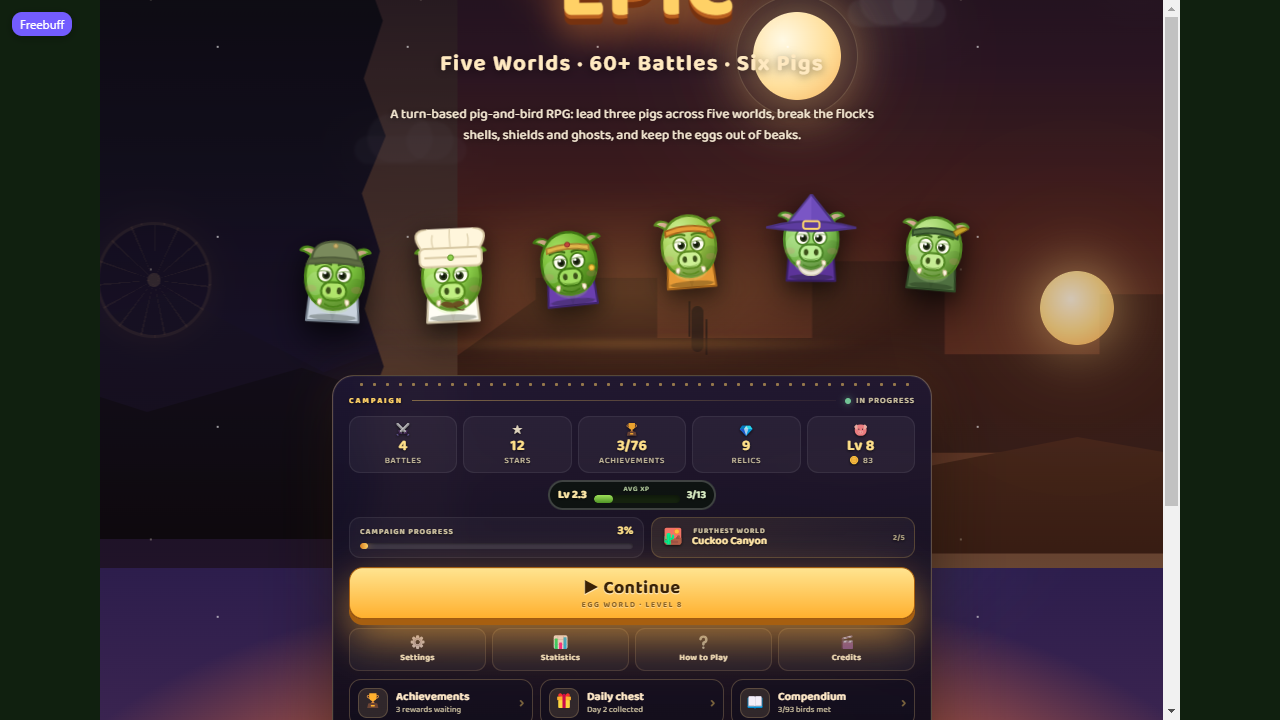 Freebuff
EPIC
Five Worlds · 60+ Battles · Six Pigs
A turn-based pig-and-bird RPG: lead three pigs across five worlds, break the flock's
shells, shields and ghosts, and keep the eggs out of beaks.
CAMPAIGN
IN PROGRESS
4
BATTLES
12
STARS
3/76
ACHIEVEMENTS
9
RELICS
Lv 8
83
Lv 2.3
AVG XP
3/13
CAMPAIGN PROGRESS
3%
FURTHEST WORLD
Cuckoo Canyon
2/5
Continue
EGG WORLD · LEVEL 8
Settings
Statistics
How to Play
Credits
Achievements
3 rewards waiting
Daily chest
Day 2 collected
Compendium
3/93 birds met